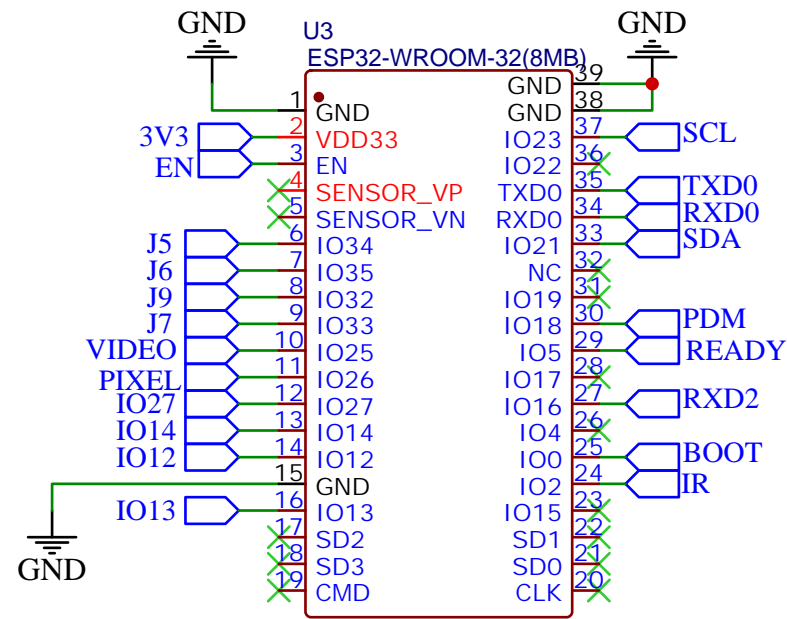 GND
GND
U3
ESP32-WROOM-32(8MB)
GND 39
1 GND
GND 38
3V3 2 VDD33
IO23 37 SCL
EN 3 EN
IO22 36
4 SENSOR_VP
TXD0 35 TXD0
5 SENSOR_VN
RXD0 34 RXD0
J5 6 IO34
IO21 33 SDA
J6 7 IO35
NC 32
J9 8 IO32
IO19 31
J7 9 IO33
IO18 30 PDM
VIDEO 10 IO25
IO5 29 READY
PIXEL 11 IO26
IO17 28
IO27 12 IO27
IO16 27 RXD2
IO14 13 IO14
IO4 26
IO12 14 IO12
IO0 25 BOOT
15 GND
IO2 24 IR
IO13 16 IO13
IO15 23
17 SD2
SD1 22
18 SD3
SD0 21
19 CMD
CLK 20
GND